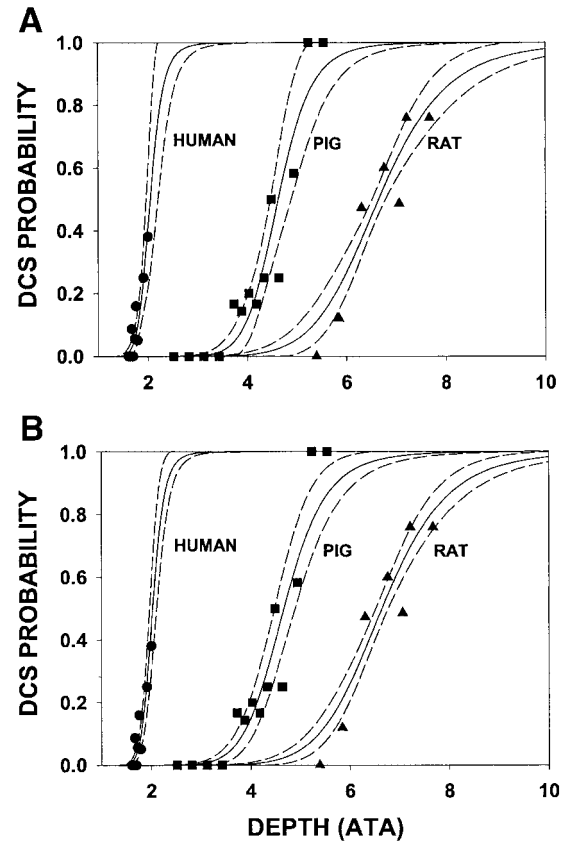 A
1.0
0.8
0.6
0.4
0.2
0.0
DCS PROBABILITY
HUMAN
PIG
RAT
2 4 6 8 10
B
1.0
0.8
0.6
0.4
0.2
0.0
DCS PROBABILITY
HUMAN
PIG
RAT
2 4 6 8 10
DEPTH (ATA)